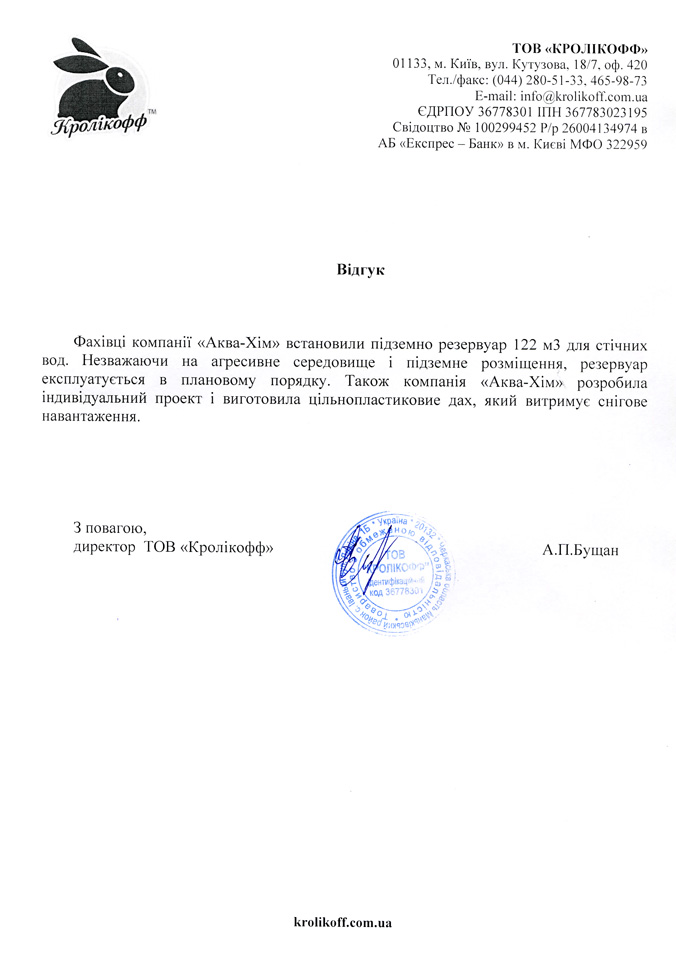 Кролікофф™
ТОВ «КРОЛІКОФФ»
01133, м. Київ, вул. Кутузова, 18/7, оф. 420
Тел./факс: (044) 280-51-33, 465-98-73
E-mail: info@krolikoff.com.ua
ЄДРПОУ 36778301 ІПН 367783023195
Свідоцтво № 100299452 Р/р 26004134974 в
АБ «Експрес – Банк» в м. Києві МФО 322959
Відгук
Фахівці компанії «Аква-Хім» встановили підземно резервуар 122 м3 для стічних
вод. Незважаючи на агресивне середовище і підземне розміщення, резервуар
експлуатується в плановому порядку. Також компанія «Аква-Хім» розробила
індивідуальний проект і виготовила цільнопластиковие дах, який витримує снігове
навантаження.
З повагою,
директор ТОВ «Кролікофф»
А.П.Бущан
* Україна *
Товариство з обмеженою відповідальністю *
ТОВ
"КРОЛІКОФФ"
ідентифікаційний
код 36778301
krolikoff.com.ua